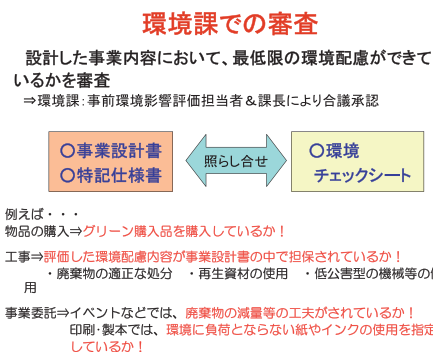 環境課での審査
設計した事業内容において、最低限の環境配慮ができて
いるかを審査
⇒環境課：事前環境影響評価担当者＆課長により合議承認
〇事業設計書
〇特記仕様書
照らし合せ
〇環境
チェックシート
例えば・・・
物品の購入⇒グリーン購入品を購入しているか！
工事⇒評価した環境配慮内容が事業設計書の中で担保されているか！
・廃棄物の適正な処分　・再生資材の使用　・低公害型の機械等の使
用
事業委託⇒イベントなどでは、廃棄物の減量等の工夫がされているか！
印刷・製本では、環境に負荷とならない紙やインクの使用を指定
しているか！